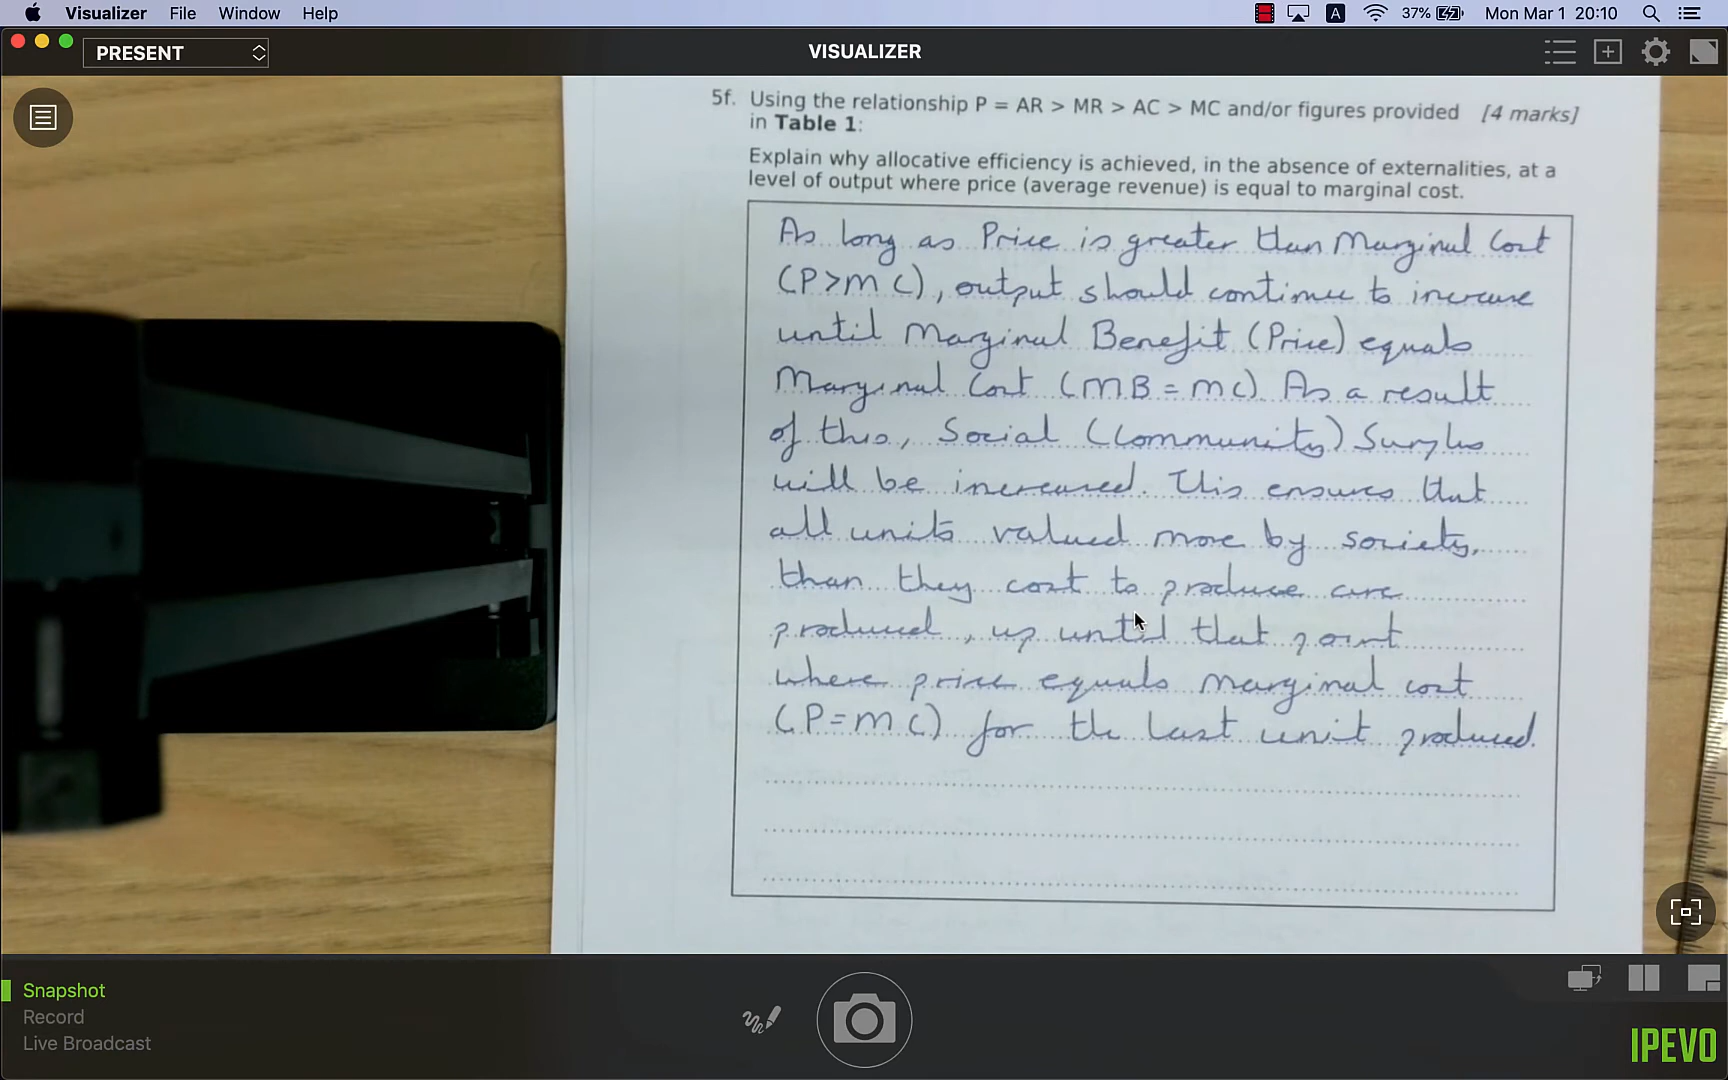 Visualizer File Window Help 37% Mon Mar 1 20:10
PRESENT
VISUALIZER
5f. Using the relationship P = AR > MR > AC > MC and/or figures provided [4 marks]
in Table 1:
Explain why allocative efficiency is achieved, in the absence of externalities, at a
level of output where price (average revenue) is equal to marginal cost.
As long as Price is greater than Marginal Cost
(P>MC), output should continue to increase
until Marginal Benefit (Price) equals
Marginal Cost (MB = MC). As a result
of this, Social (Community) Surplus
will be increased. This ensures that
all units valued more by society,
than they cost to produce are
produced, up until that point
where price equals marginal cost
(P=MC) for the last unit produced.
Snapshot
Record
Live Broadcast
IPEVO